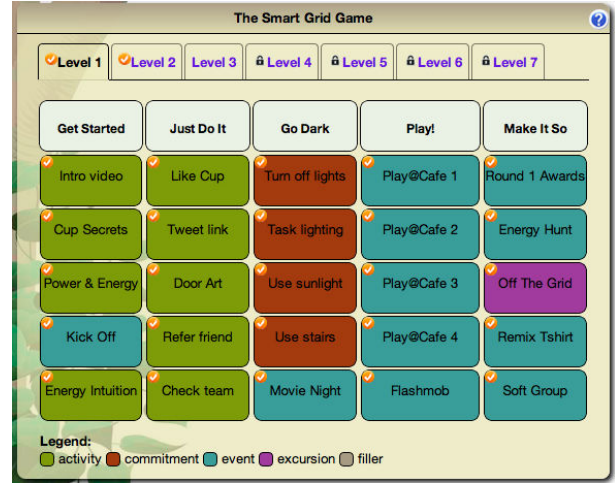 The Smart Grid Game
?
Level 1 Level 2 Level 3 Level 4 Level 5 Level 6 Level 7
Get Started Just Do It Go Dark Play! Make It So
Intro video Like Cup Turn off lights Play@Cafe 1 Round 1 Awards
Cup Secrets Tweet link Task lighting Play@Cafe 2 Energy Hunt
Power & Energy Door Art Use sunlight Play@Cafe 3 Off The Grid
Kick Off Refer friend Use stairs Play@Cafe 4 Remix Tshirt
Energy Intuition Check team Movie Night Flashmob Soft Group
Legend:
activity commitment event excursion filler